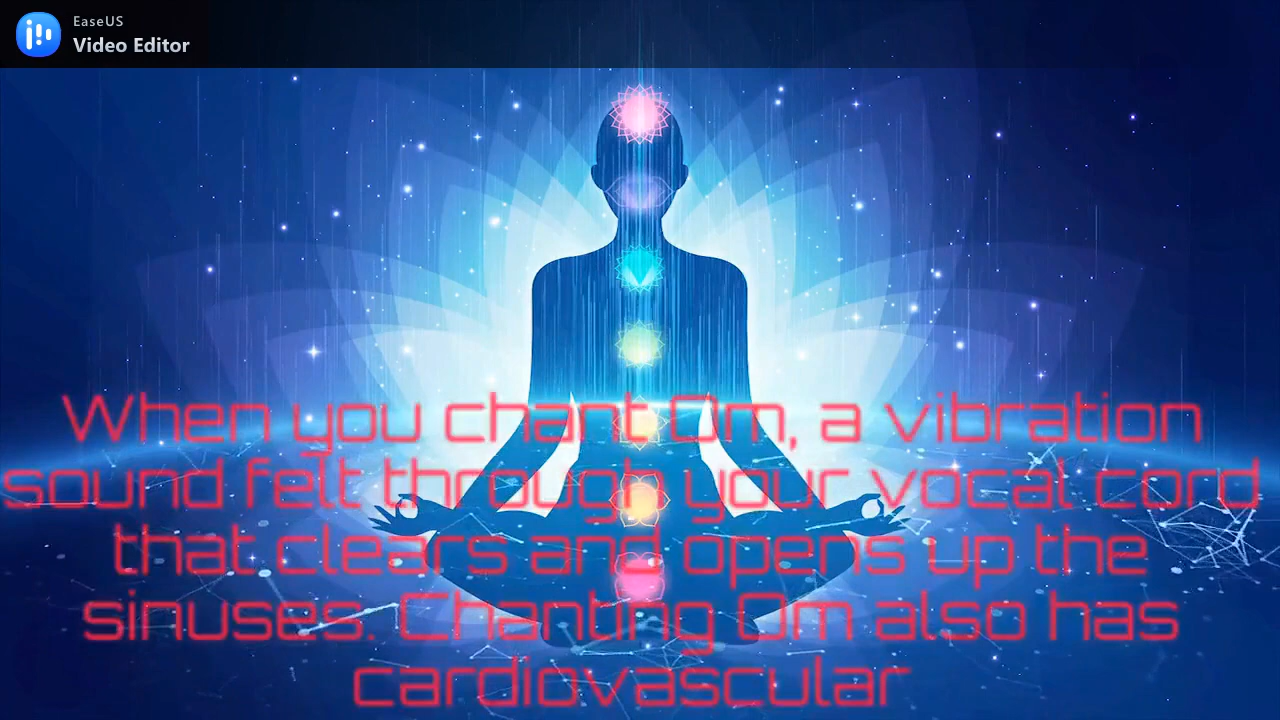 EaseUS
Video Editor
When you chant Om, a vibration
sound felt through your vocal cord
that clears and opens up the
sinuses. Chanting Om also has
cardiovascular